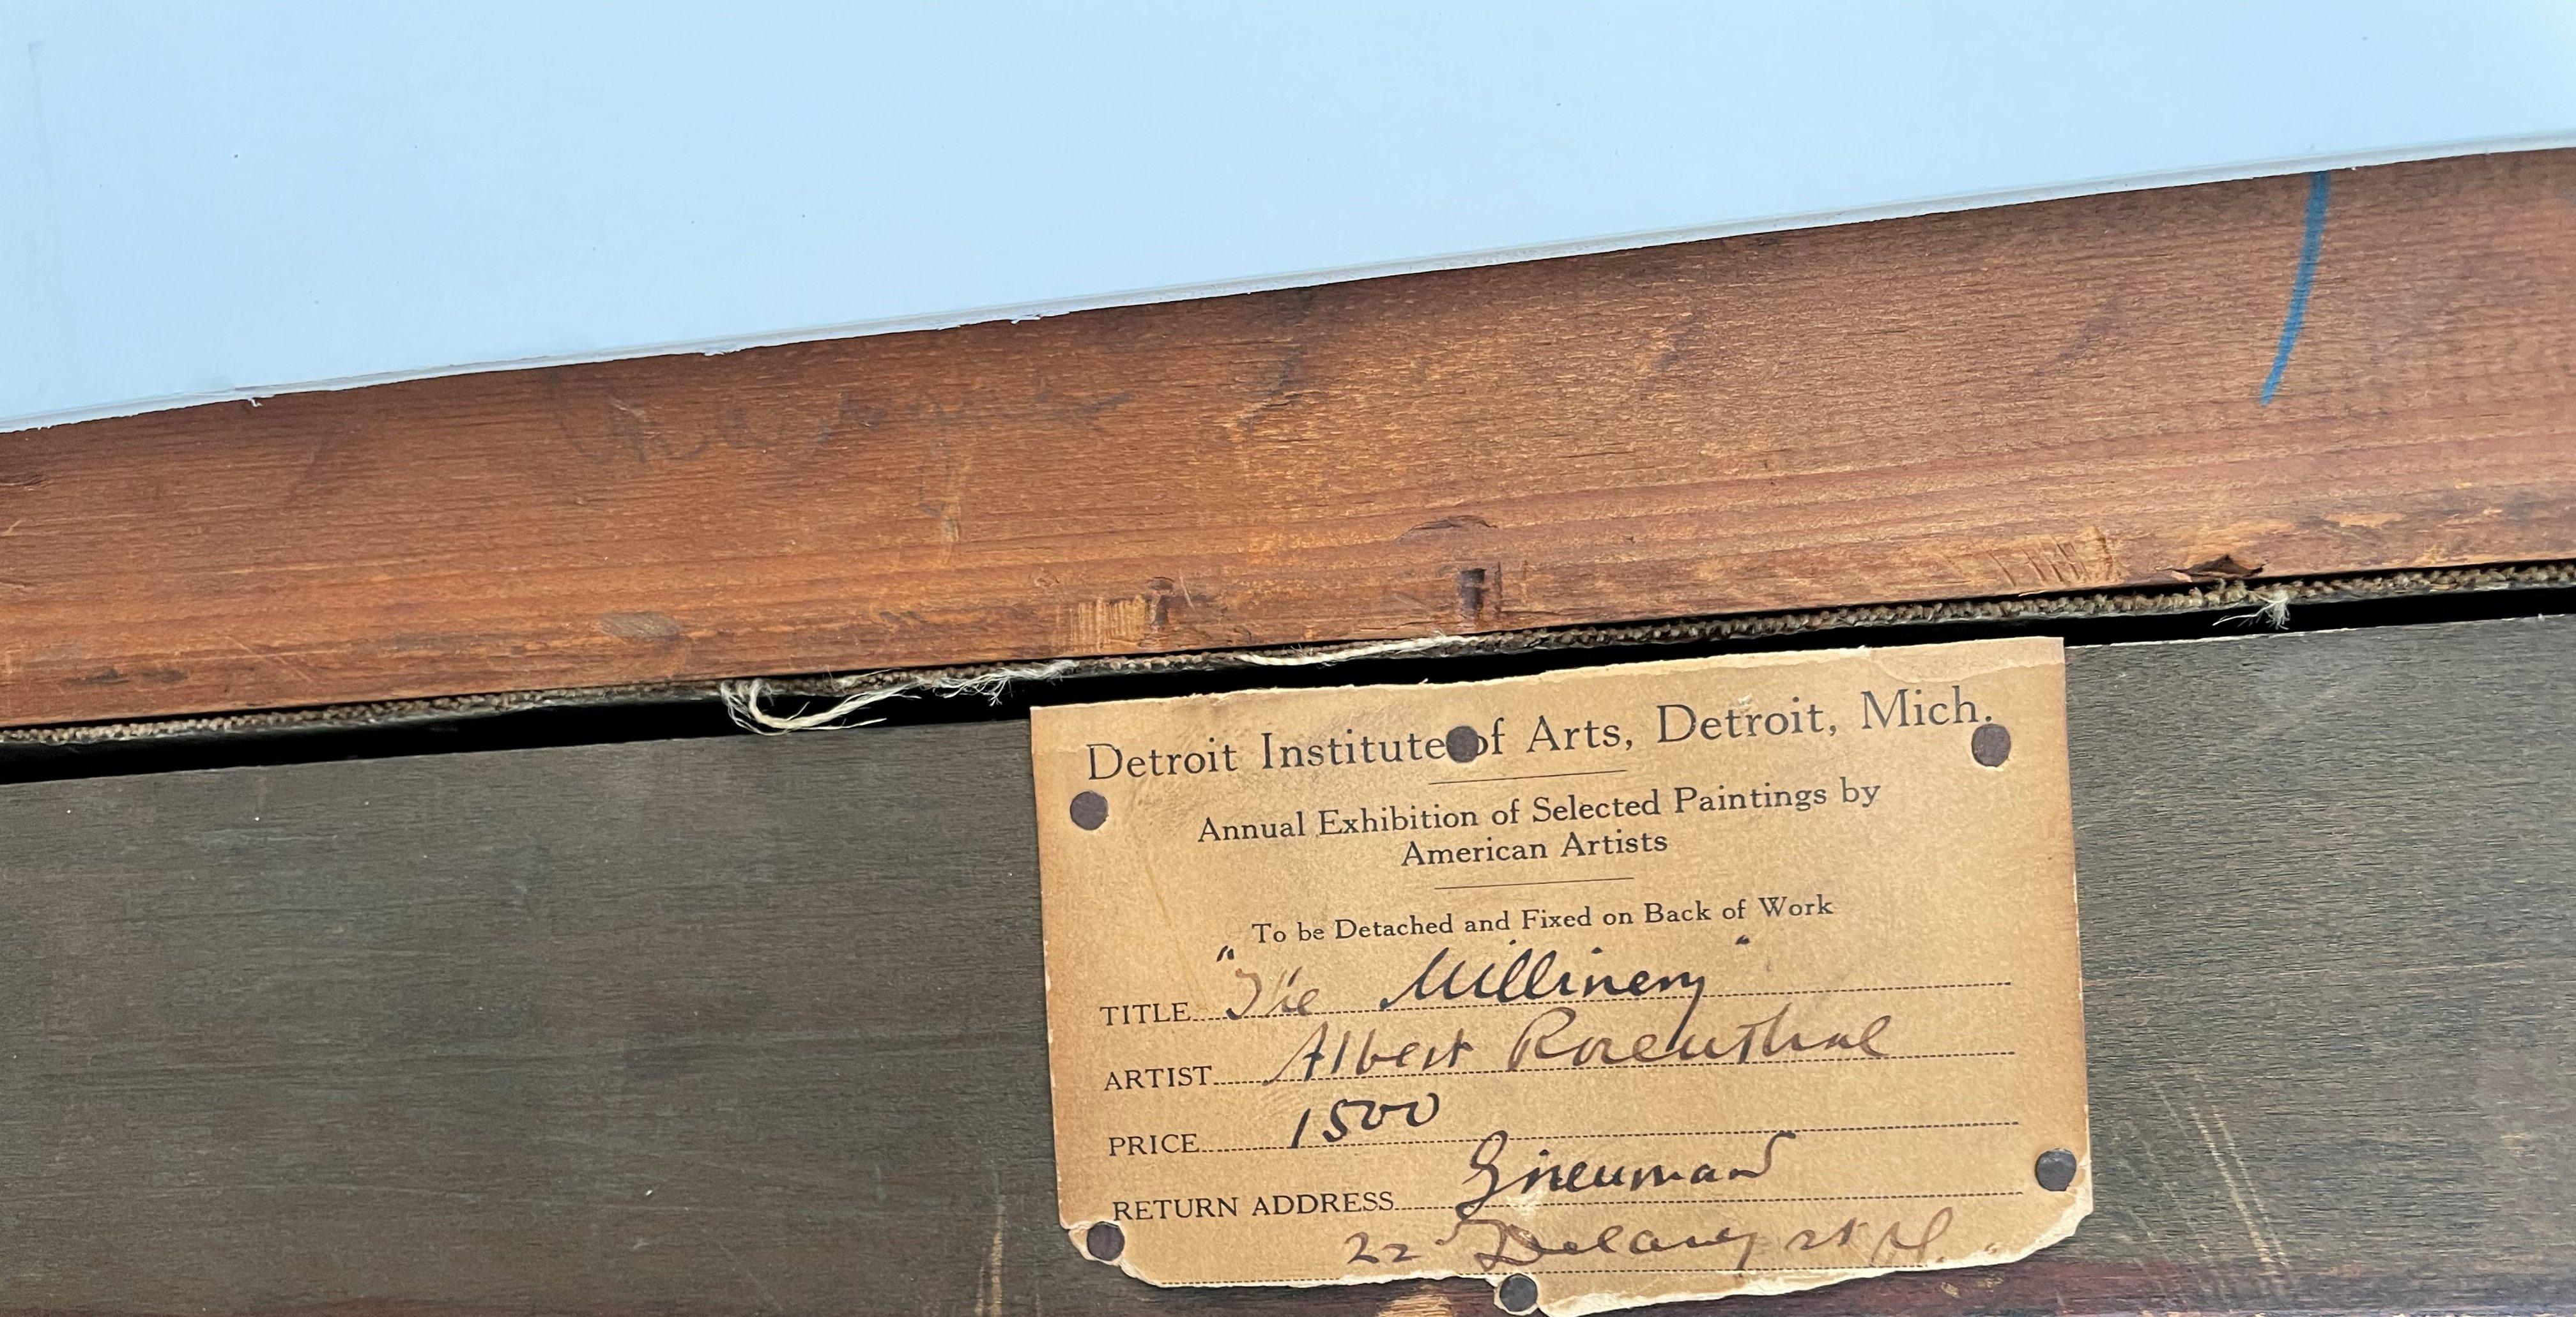 Detroit Institute of Arts, Detroit, Mich.
Annual Exhibition of Selected Paintings by
American Artists
To be Detached and Fixed on Back of Work
TITLE "The Millinery"
ARTIST Albert Rosenthal
PRICE 1500
RETURN ADDRESS
22